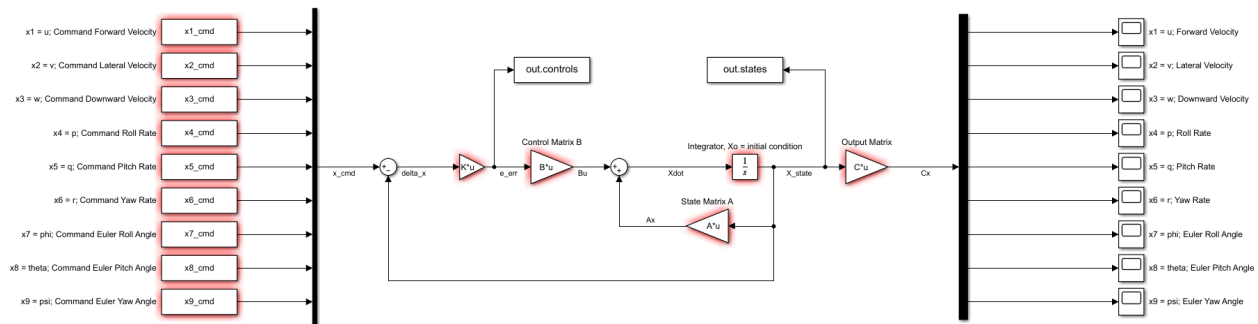 x1 = u; Command Forward Velocity
x1_cmd
x1 = u; Forward Velocity
x2 = v; Command Lateral Velocity
x2_cmd
out.controls
out.states
x2 = v; Lateral Velocity
x3 = w; Command Downward Velocity
x3_cmd
x3 = w; Downward Velocity
x4 = p; Command Roll Rate
x4_cmd
x4 = p; Roll Rate
Control Matrix B
Integrator, Xo = initial condition
Output Matrix
x5 = q; Command Pitch Rate
x5_cmd
x_cmd
+
−
delta_x
K*u
e_err
B*u
Bu
+
+
Xdot
1
s
X_state
C*u
Cx
x5 = q; Pitch Rate
x6 = r; Command Yaw Rate
x6_cmd
State Matrix A
x6 = r; Yaw Rate
Ax
A*u
x7 = phi; Command Euler Roll Angle
x7_cmd
x7 = phi; Euler Roll Angle
x8 = theta; Command Euler Pitch Angle
x8_cmd
x8 = theta; Euler Pitch Angle
x9 = psi; Command Euler Yaw Angle
x9_cmd
x9 = psi; Euler Yaw Angle